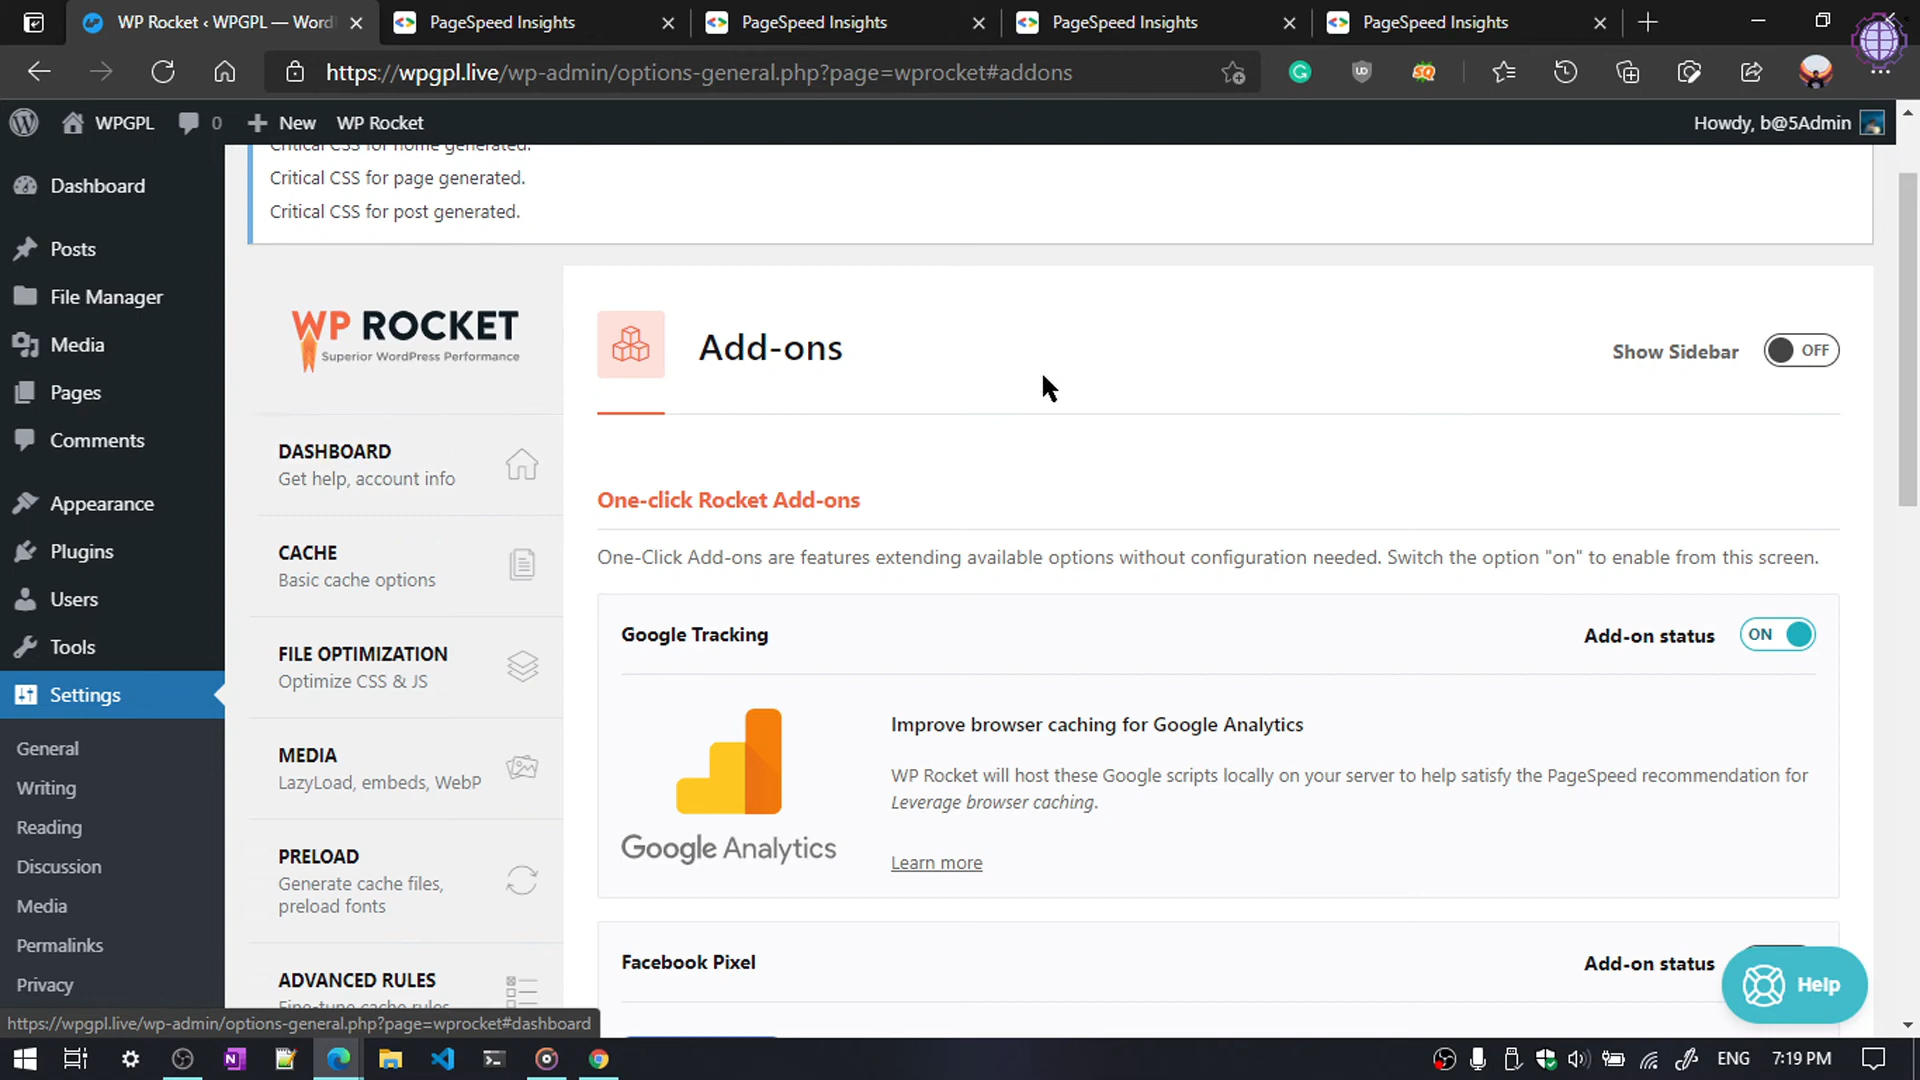 WP Rocket ‹ WPGPL — Word
PageSpeed Insights
PageSpeed Insights
PageSpeed Insights
PageSpeed Insights
https://wpgpl.live/wp-admin/options-general.php?page=wprocket#addons
WPGPL
0
New
WP Rocket
Howdy, b@5Admin
Dashboard
Posts
File Manager
Media
Pages
Comments
Appearance
Plugins
Users
Tools
Settings
General
Writing
Reading
Discussion
Media
Permalinks
Privacy
Critical CSS for home generated.
Critical CSS for page generated.
Critical CSS for post generated.
WP ROCKET
Superior WordPress Performance
DASHBOARD
Get help, account info
CACHE
Basic cache options
FILE OPTIMIZATION
Optimize CSS & JS
MEDIA
LazyLoad, embeds, WebP
PRELOAD
Generate cache files,
preload fonts
ADVANCED RULES
Fine-tune cache rules
Add-ons
Show Sidebar
OFF
One-click Rocket Add-ons
One-Click Add-ons are features extending available options without configuration needed. Switch the option "on" to enable from this screen.
Google Tracking
Add-on status
ON
Improve browser caching for Google Analytics
WP Rocket will host these Google scripts locally on your server to help satisfy the PageSpeed recommendation for
Leverage browser caching.
Google Analytics
Learn more
Facebook Pixel
Add-on status
Help
https://wpgpl.live/wp-admin/options-general.php?page=wprocket#dashboard
ENG
7:19 PM